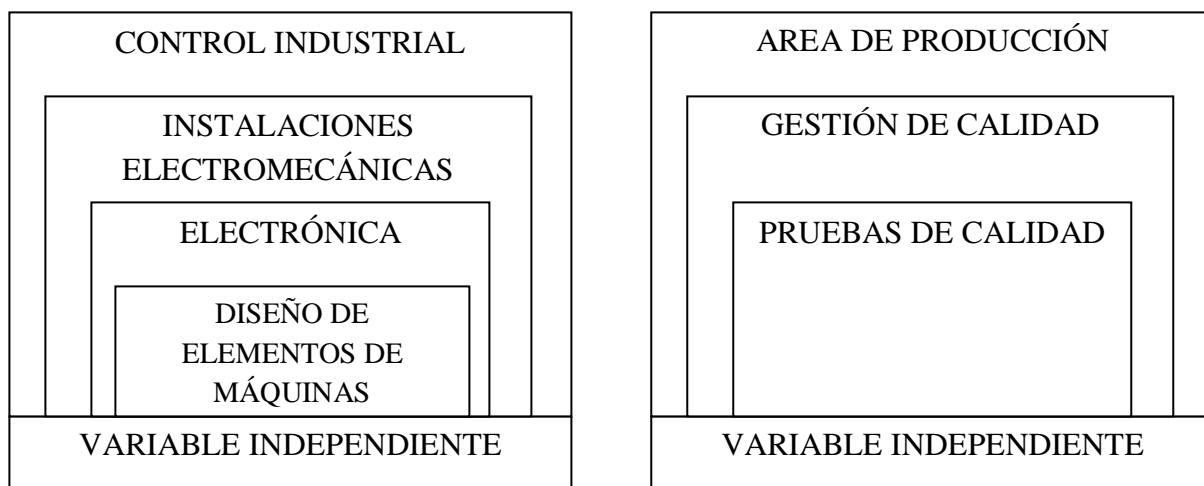 CONTROL INDUSTRIAL
INSTALACIONES
ELECTROMECÁNICAS
ELECTRÓNICA
DISEÑO DE
ELEMENTOS DE
MÁQUINAS
VARIABLE INDEPENDIENTE
AREA DE PRODUCCIÓN
GESTIÓN DE CALIDAD
PRUEBAS DE CALIDAD
VARIABLE INDEPENDIENTE